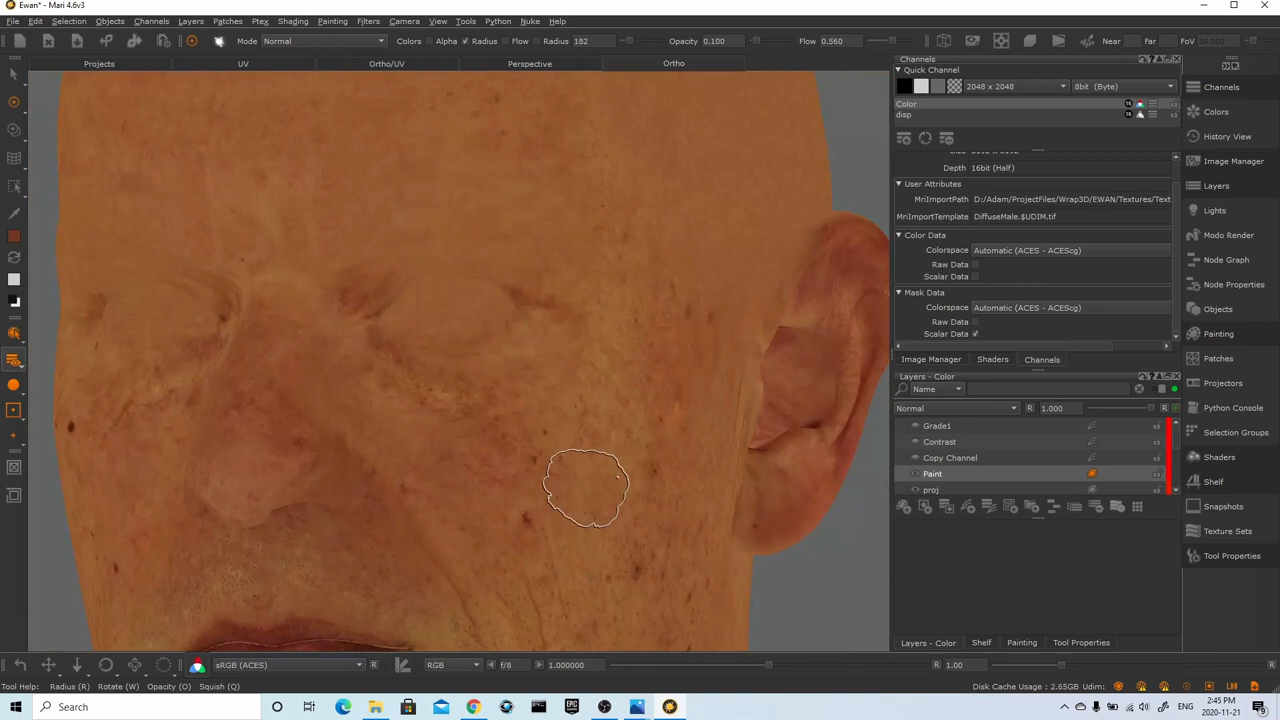 Ewan* - Mari 4.6v3
File Edit Selection Objects Channels Layers Patches Ptex Shading Painting Filters Camera View Tools Python Nuke Help
Mode Normal Colors Alpha Radius Flow Radius 182 Opacity 0.100 Flow 0.560 Near Far FoV 34.000
Projects UV Ortho/UV Perspective Ortho
Channels
Quick Channel
2048 x 2048 8bit (Byte)
Color 16
disp 16
Depth 16bit (Half)
User Attributes
MriImportPath D:/Adam/ProjectFiles/Wrap3D/EWAN/Textures/Text
MriImportTemplate DiffuseMale.$UDIM.tif
Color Data
Colorspace Automatic (ACES - ACEScg)
Raw Data
Scalar Data
Mask Data
Colorspace Automatic (ACES - ACEScg)
Raw Data
Scalar Data
Image Manager Shaders Channels
Layers - Color
Name
Normal R 1.000 R
Grade1
Contrast
Copy Channel
Paint
proj
Layers - Color Shelf Painting Tool Properties
Channels
Colors
History View
Image Manager
Layers
Lights
Modo Render
Node Graph
Node Properties
Objects
Painting
Patches
Projectors
Python Console
Selection Groups
Shaders
Shelf
Snapshots
Texture Sets
Tool Properties
sRGB (ACES) R RGB f/8 1.000000 R 1.00 R
Tool Help: Radius (R) Rotate (W) Opacity (O) Squish (Q) Disk Cache Usage : 2.65GB Udim:
Search
EPIC
ENG 2:45 PM
2020-11-21
9